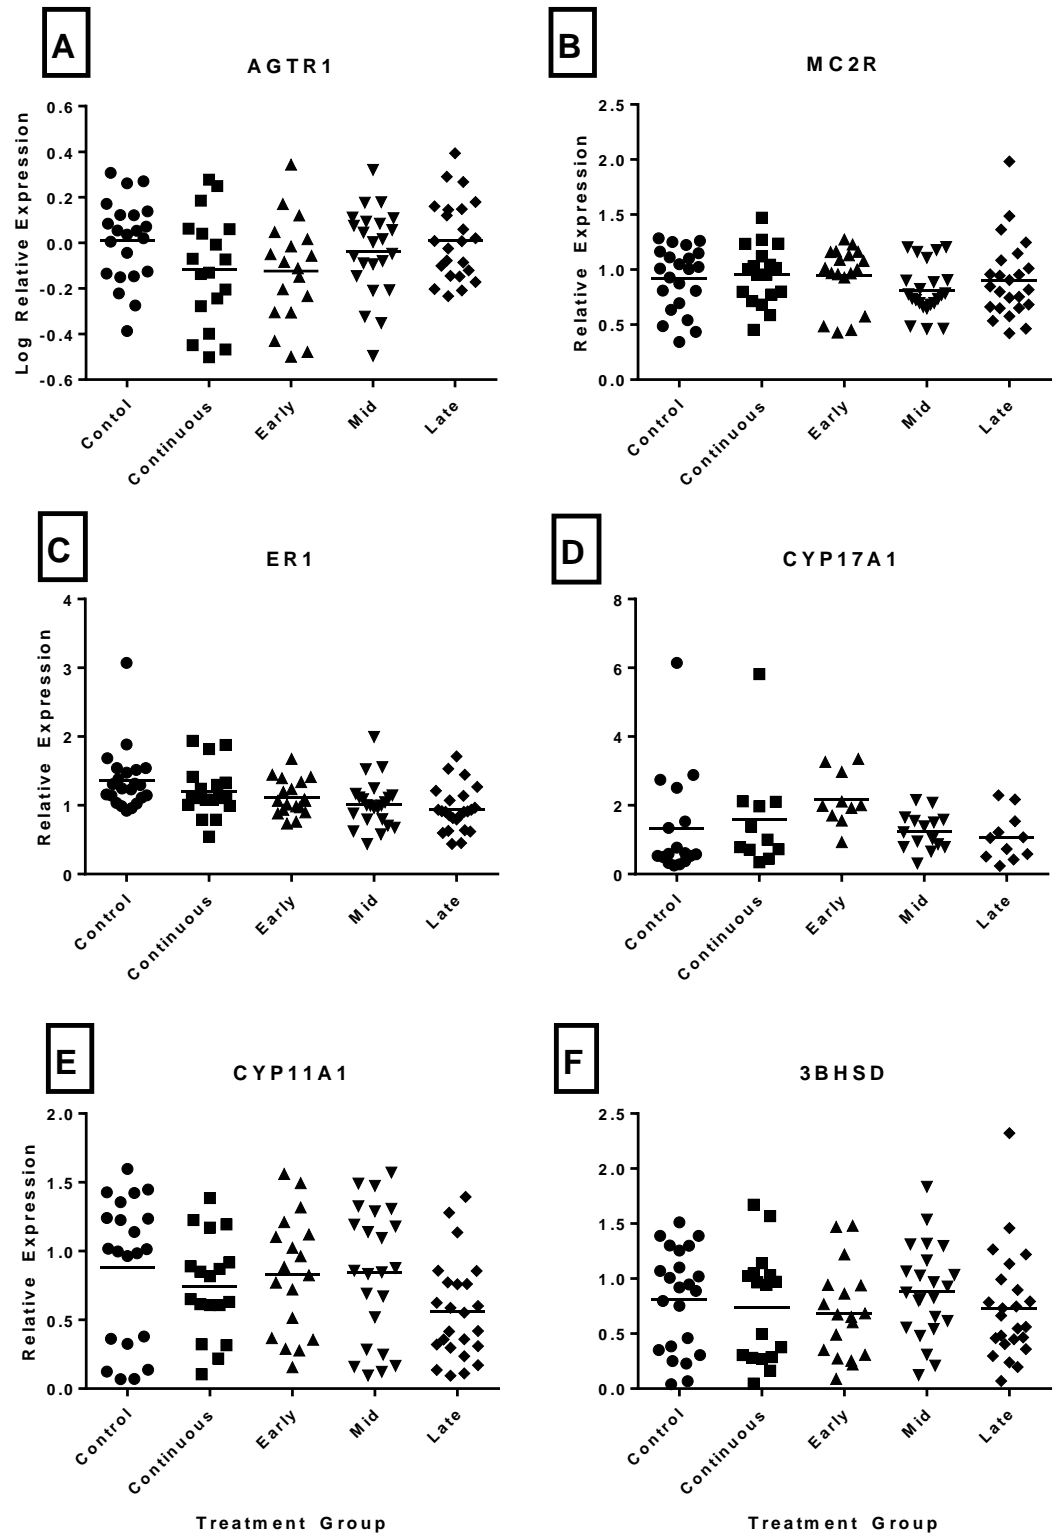 A
AGTR1
Log Relative Expression
0.6
0.4
0.2
0.0
-0.2
-0.4
-0.6
Contol
Continuous
Early
Mid
Late
B
MC2R
Relative Expression
2.5
2.0
1.5
1.0
0.5
0.0
Control
Continuous
Early
Mid
Late
C
ER1
Relative Expression
4
3
2
1
0
Control
Continuous
Early
Mid
Late
D
CYP17A1
8
6
4
2
0
Control
Continuous
Early
Mid
Late
E
CYP11A1
Relative Expression
2.0
1.5
1.0
0.5
0.0
Control
Continuous
Early
Mid
Late
Treatment Group
F
3BHSD
2.5
2.0
1.5
1.0
0.5
0.0
Control
Continuous
Early
Mid
Late
Treatment Group